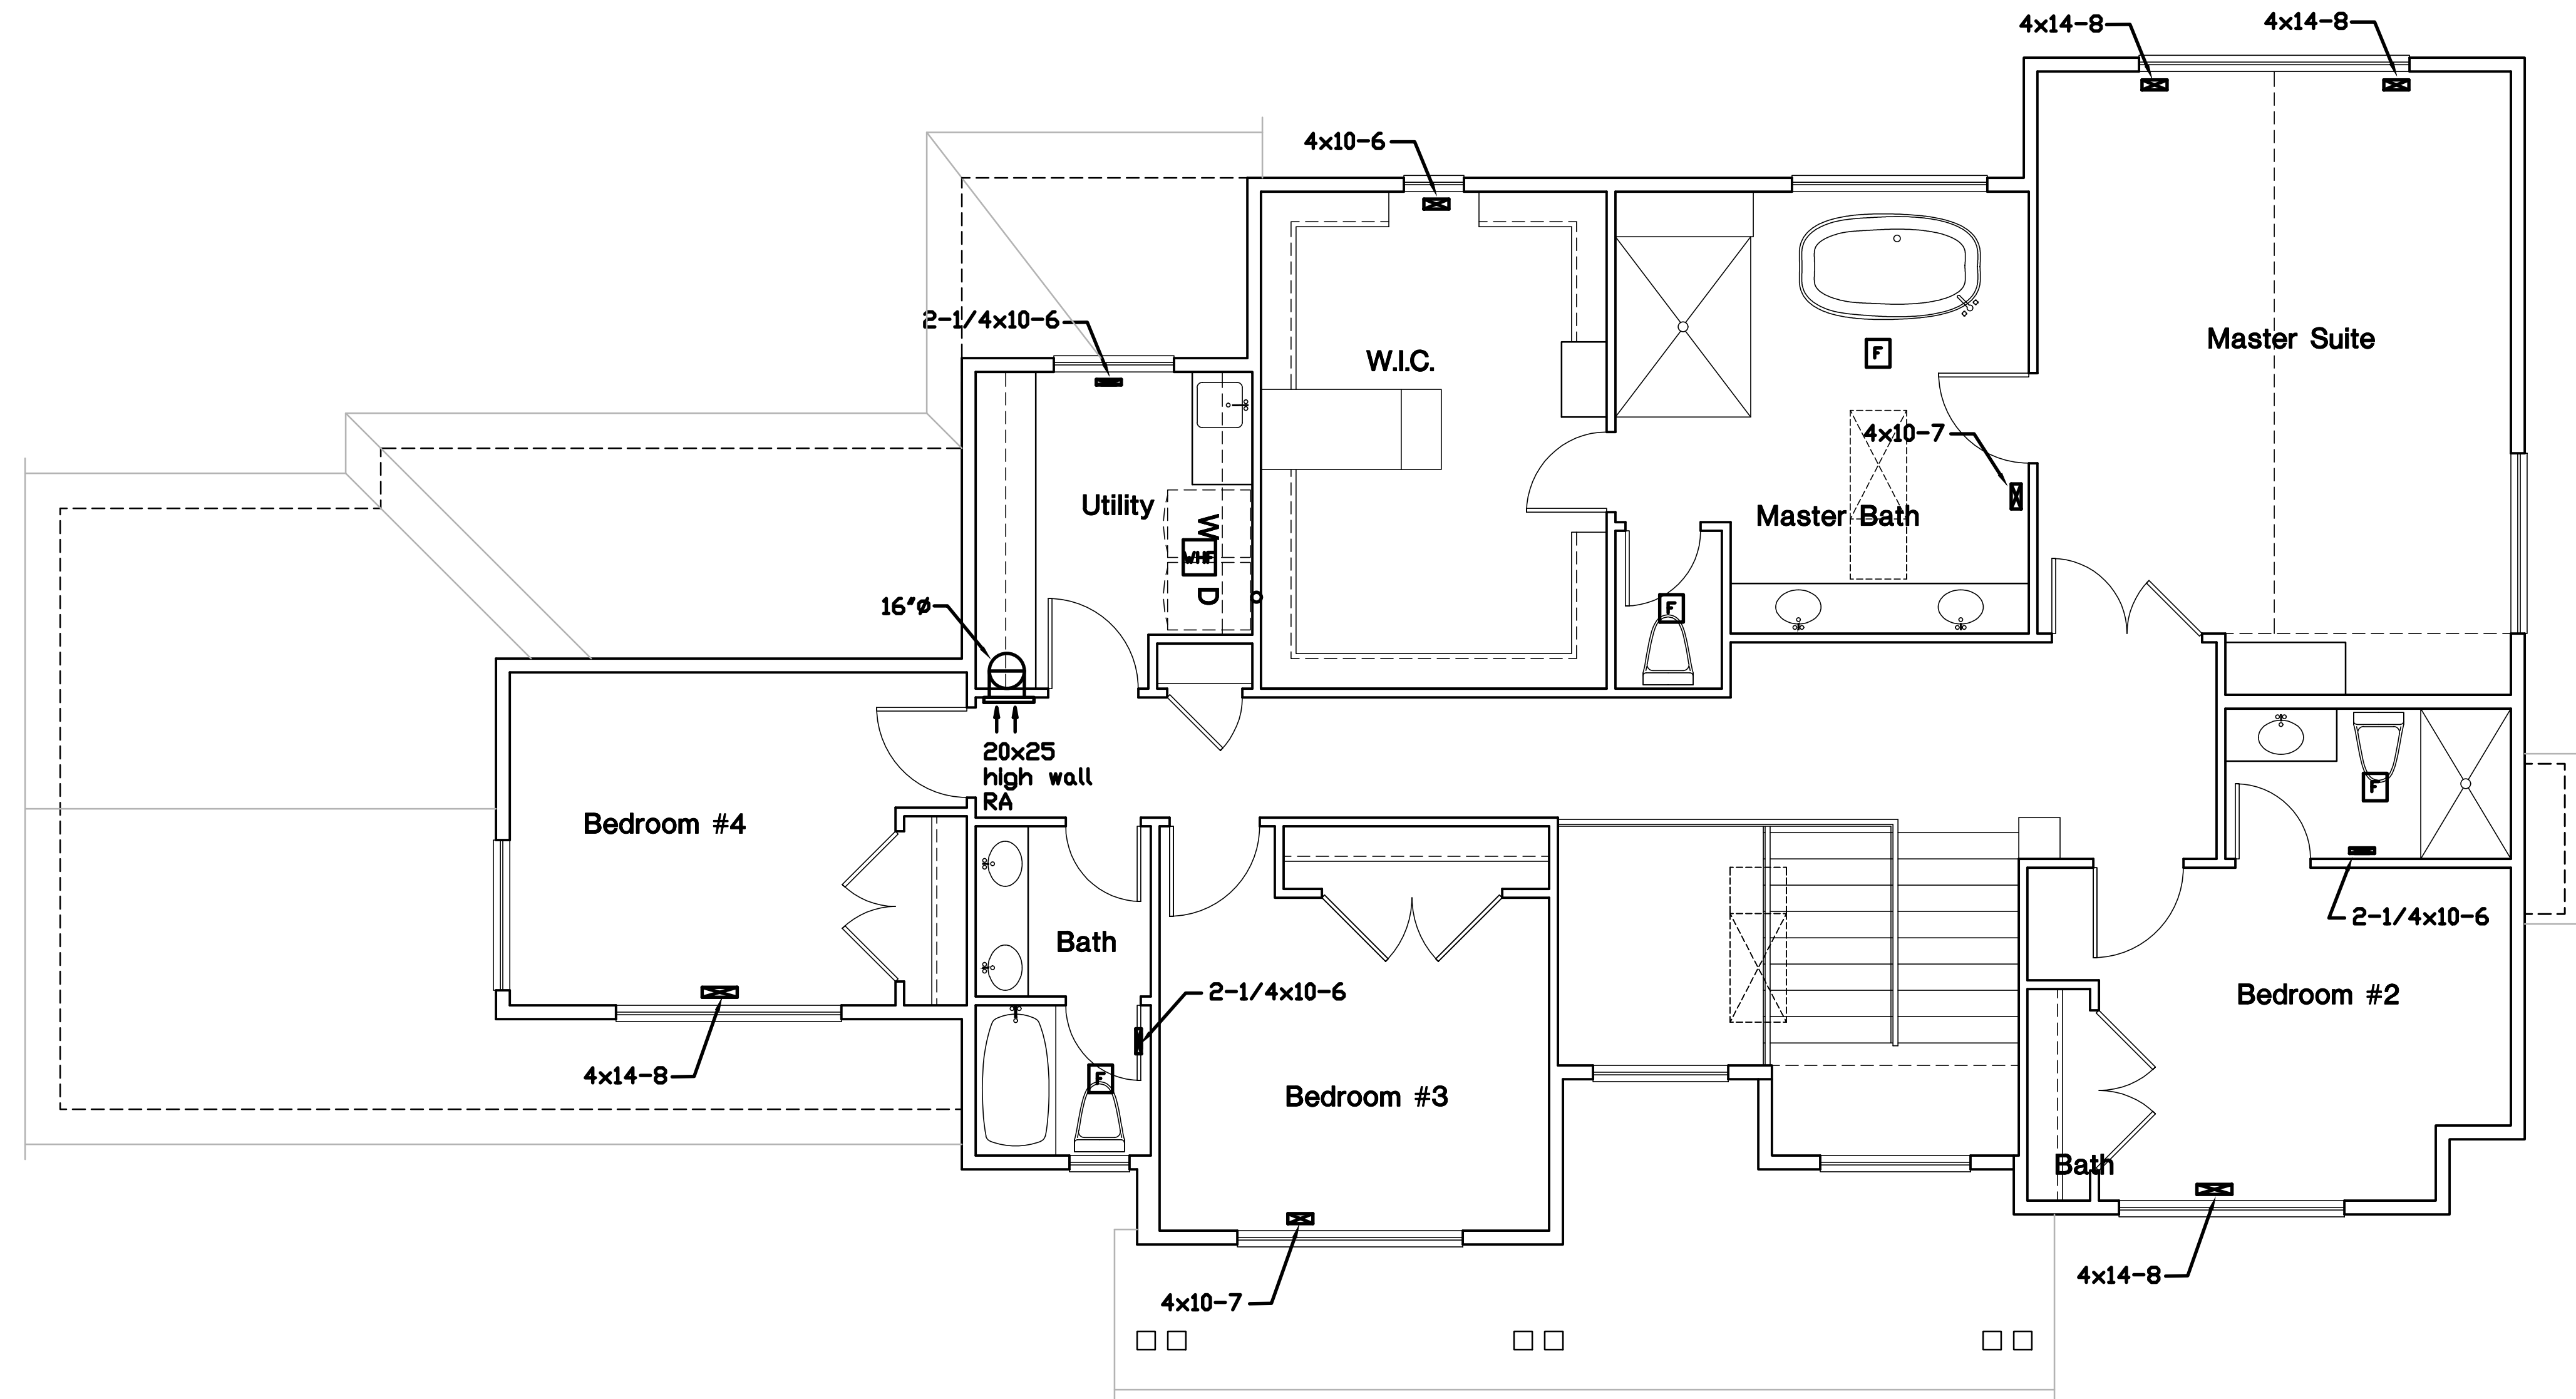 4x14-8
4x14-8
4x10-6
2-1/4x10-6
Master Suite
F
W.I.C.
4x10-7
Utility
Master Bath
W
WHF
D
16"ø
F
20x25
high wall
RA
F
Bedroom #4
2-1/4x10-6
Bath
2-1/4x10-6
Bedroom #2
4x14-8
F
Bedroom #3
Bath
4x10-7
4x14-8